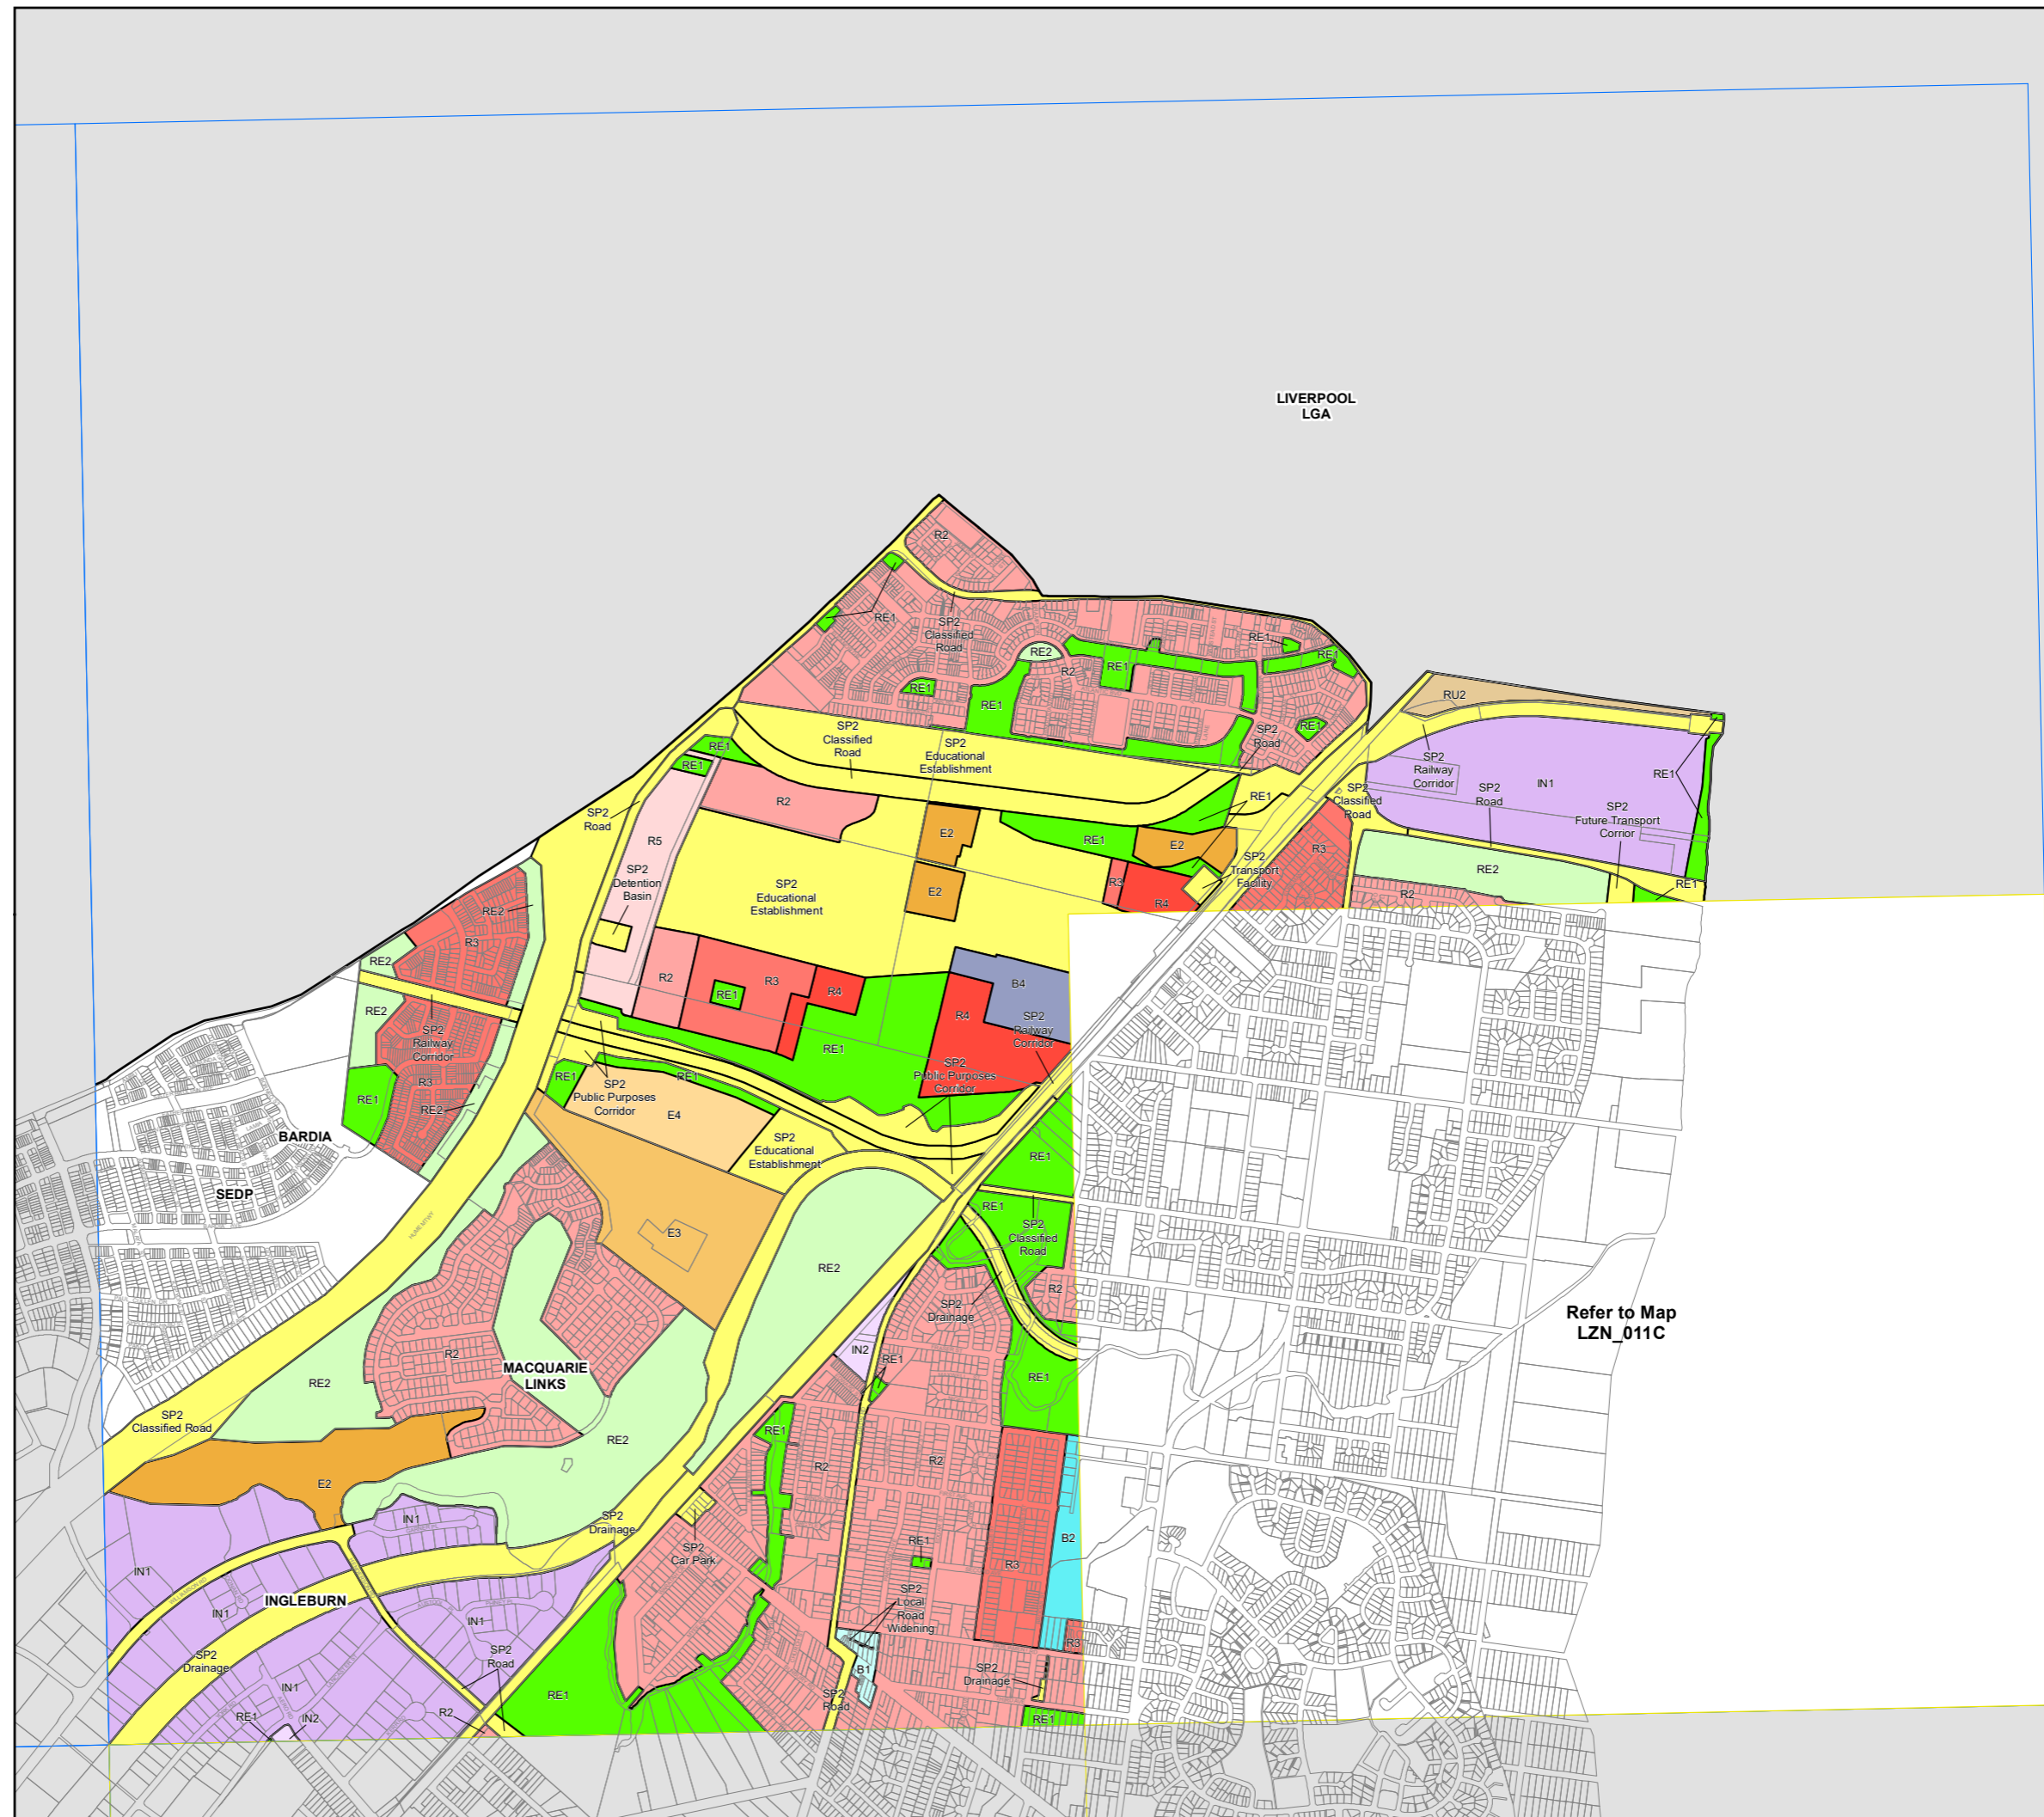 LIVERPOOL
LGA
R2
RE1
SP2
Classified
Road
RE2
R2
RE1
RE1
RE1
RE1
RE1
SP2
Road
RE1
RU2
SP2
Classified
Road
SP2
Educational
Establishment
RE1
RE1
R2
SP2
Road
R5
SP2
Detention
Basin
SP2
Educational
Establishment
E2
E2
RE1
RE1
E2
R3
R4
SP2
Transport
Facility
R3
SP2
Classified
Road
SP2
Railway
Corridor
SP2
Road
IN1
RE1
SP2
Future Transport
Corrior
RE2
R2
RE1
RE2
R3
RE2
RE2
SP2
Railway
Corridor
R3
RE2
RE1
R2
R3
RE1
R4
RE1
B4
R4
SP2
Railway
Corridor
SP2
Public Purposes
Corridor
RE1
RE1
SP2
Public Purposes
Corridor
E4
SP2
Educational
Establishment
BARDIA
SEDP
HUME MTWY
E3
RE2
RE1
RE1
SP2
Classified
Road
SP2
Drainage
R2
Refer to Map
LZN_011C
R2
MACQUARIE
LINKS
RE2
IN2
RE1
RE1
SP2
Classified Road
RE2
RE1
R2
R2
E2
IN1
SP2
Drainage
SP2
Car Park
RE1
R3
B2
IN1
WILLIAMSON RD
IN1
INGLEBURN
IN1
SP2
Local
Road
Widening
SP2
Drainage
SP2
Road
R3
B1
SP2
Drainage
IN1
RE1
SP2
Road
RE1
IN2
R2
RE1